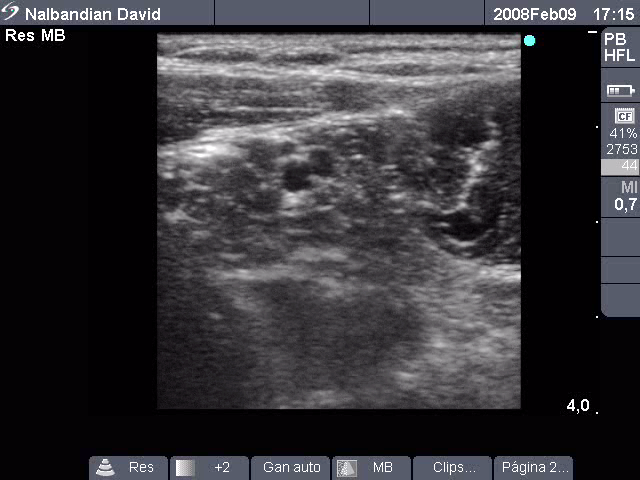 Nalbandian David
2008Feb09 17:15
Res MB
PB
HFL
CF
41%
2753
44
MI
0,7
4,0
Res
+2
Gan auto
MB
Clips...
Página 2...